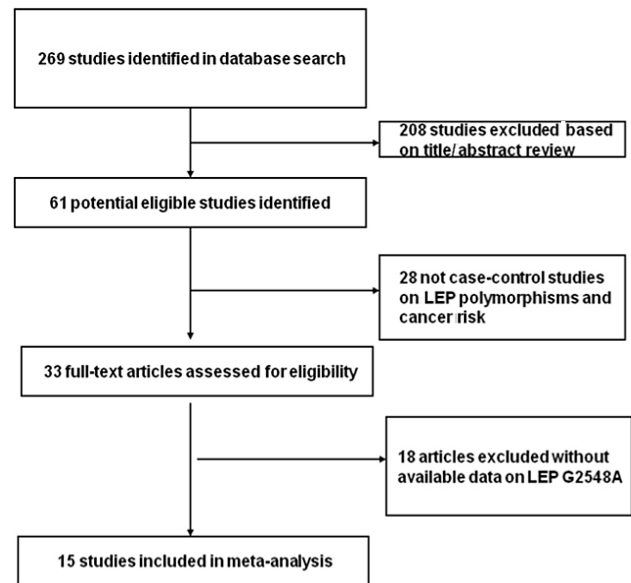 269 studies identified in database search
208 studies excluded based
on title/abstract review
61 potential eligible studies identified
28 not case-control studies
on LEP polymorphisms and
cancer risk
33 full-text articles assessed for eligibility
18 articles excluded without
available data on LEP G2548A
15 studies included in meta-analysis